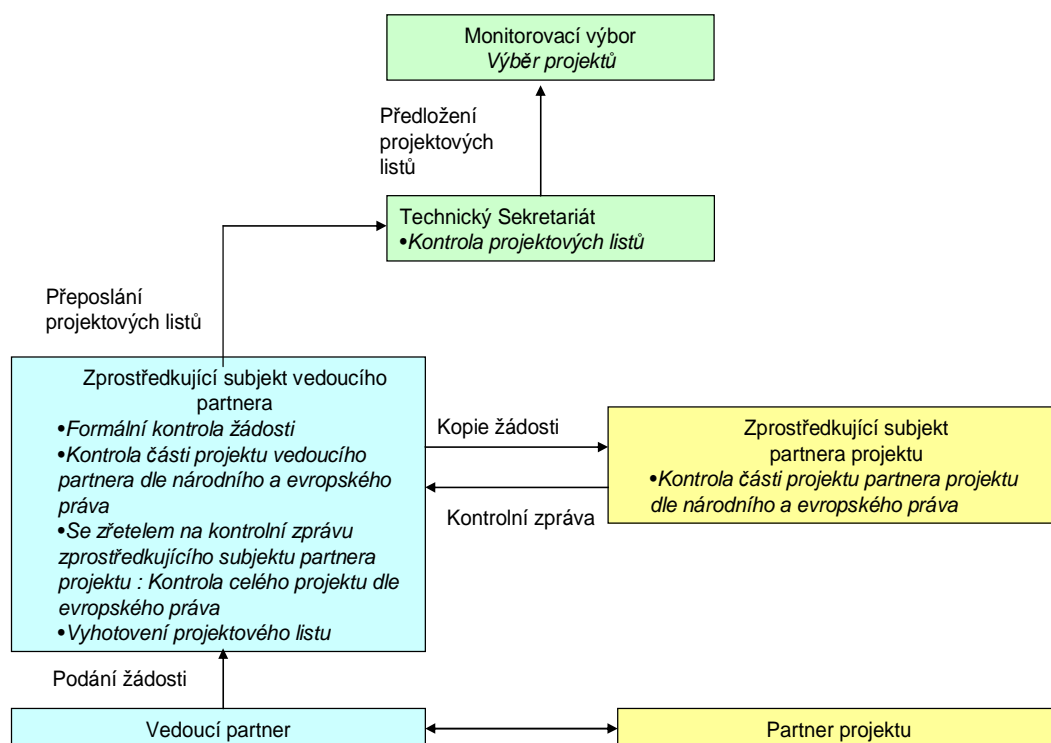 Monitorovací výbor
Výběr projektů
Předložení
projektových
listů
Technický Sekretariát
•Kontrola projektových listů
Přeposlání
projektových listů
Zprostředkující subjekt vedoucího
partnera
•Formální kontrola žádosti
•Kontrola části projektu vedoucího
partnera dle národního a evropského
práva
•Se zřetelem na kontrolní zprávu
zprostředkujícího subjektu partnera
projektu : Kontrola celého projektu dle
evropského práva
•Vyhotovení projektového listu
Kopie žádosti
Kontrolní zpráva
Zprostředkující subjekt
partnera projektu
•Kontrola části projektu partnera projektu
dle národního a evropského práva
Podání žádosti
Vedoucí partner
Partner projektu